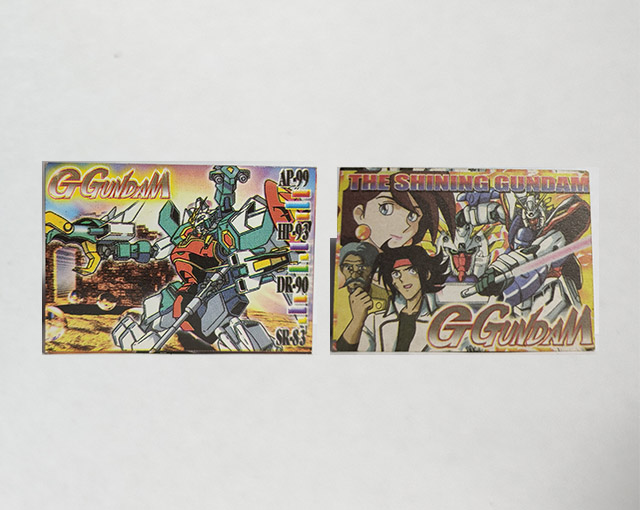 G-GUNDAM
AP-99
HP-93
DR-90
SR-83
THE SHINING GUNDAM
G-GUNDAM